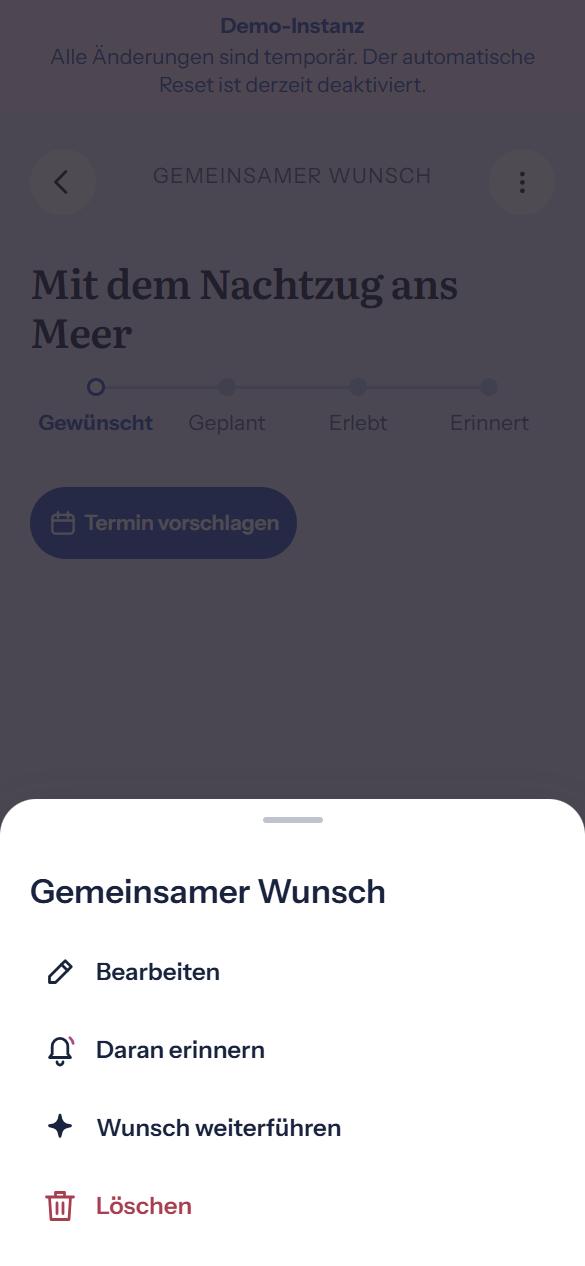 Demo-Instanz
Alle Änderungen sind temporär. Der automatische
Reset ist derzeit deaktiviert.
GEMEINSAMER WUNSCH
Mit dem Nachtzug ans
Meer
Gewünscht Geplant Erlebt Erinnert
Termin vorschlagen
Gemeinsamer Wunsch
Bearbeiten
Daran erinnern
Wunsch weiterführen
Löschen